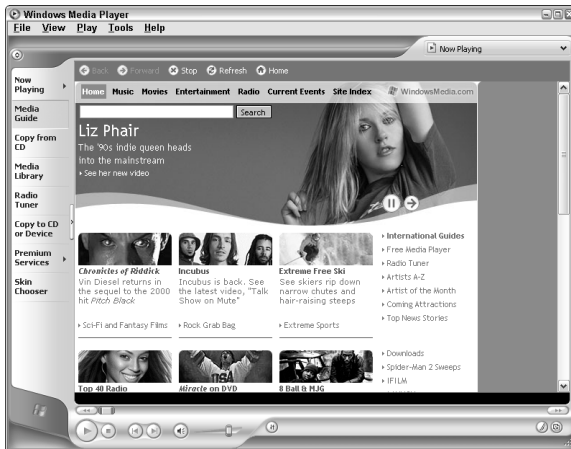 Windows Media Player
File View Play Tools Help
Now Playing
Back Forward Stop Refresh Home
Now
Playing
Media
Guide
Copy from
CD
Media
Library
Radio
Tuner
Copy to CD
or Device
Premium
Services
Skin
Chooser
Home Music Movies Entertainment Radio Current Events Site Index WindowsMedia.com
Search
Liz Phair
The '90s indie queen heads
into the mainstream
See her new video
Chronicles of Riddick
Vin Diesel returns in
the sequel to the 2000
hit Pitch Black
Sci-Fi and Fantasy Films
Incubus
Incubus is back. See
the latest video, "Talk
Show on Mute"
Rock Grab Bag
Extreme Free Ski
See skiers rip down
narrow chutes and
hair-raising steeps
Extreme Sports
International Guides
Free Media Player
Radio Tuner
Artists A-Z
Artist of the Month
Coming Attractions
Top News Stories
Top 40 Radio
Miracle on DVD
8 Ball & MJG
Downloads
Spider-Man 2 Sweeps
IFILM